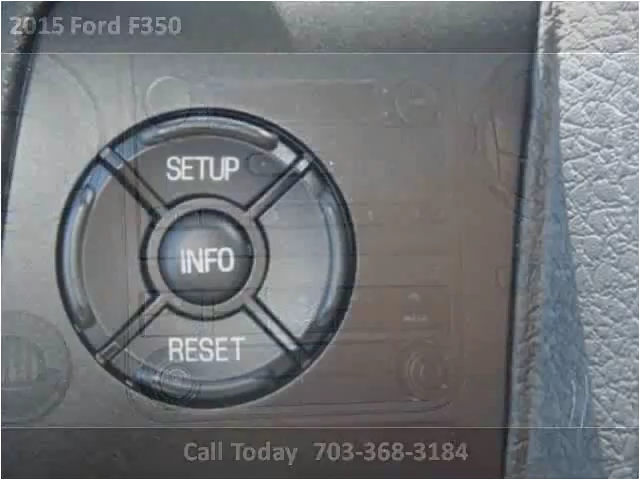 2015 Ford F350
SETUP
INFO
RESET
Call Today 703-368-3184